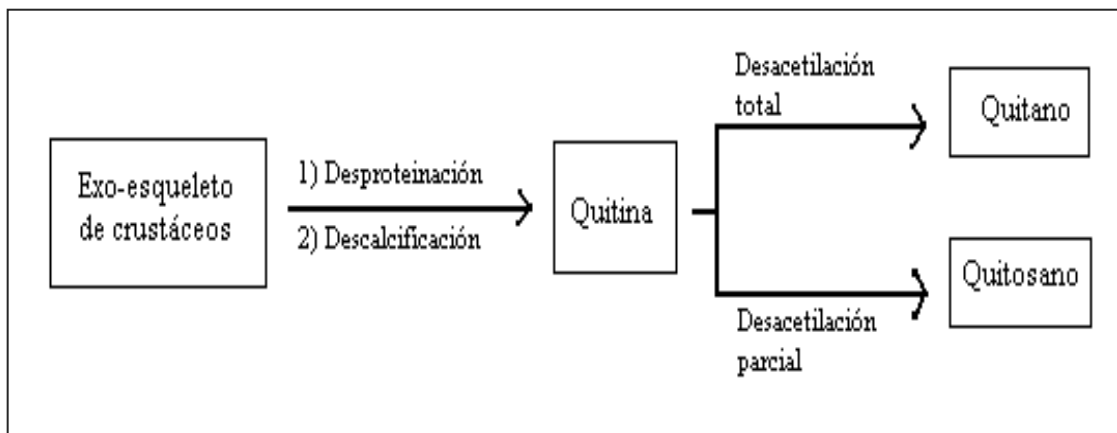 Exo-esqueleto
de crustáceos
1) Desproteinación
2) Descalcificación
Quitina
Desacetilación
total
Quitano
Desacetilación
parcial
Quitosano